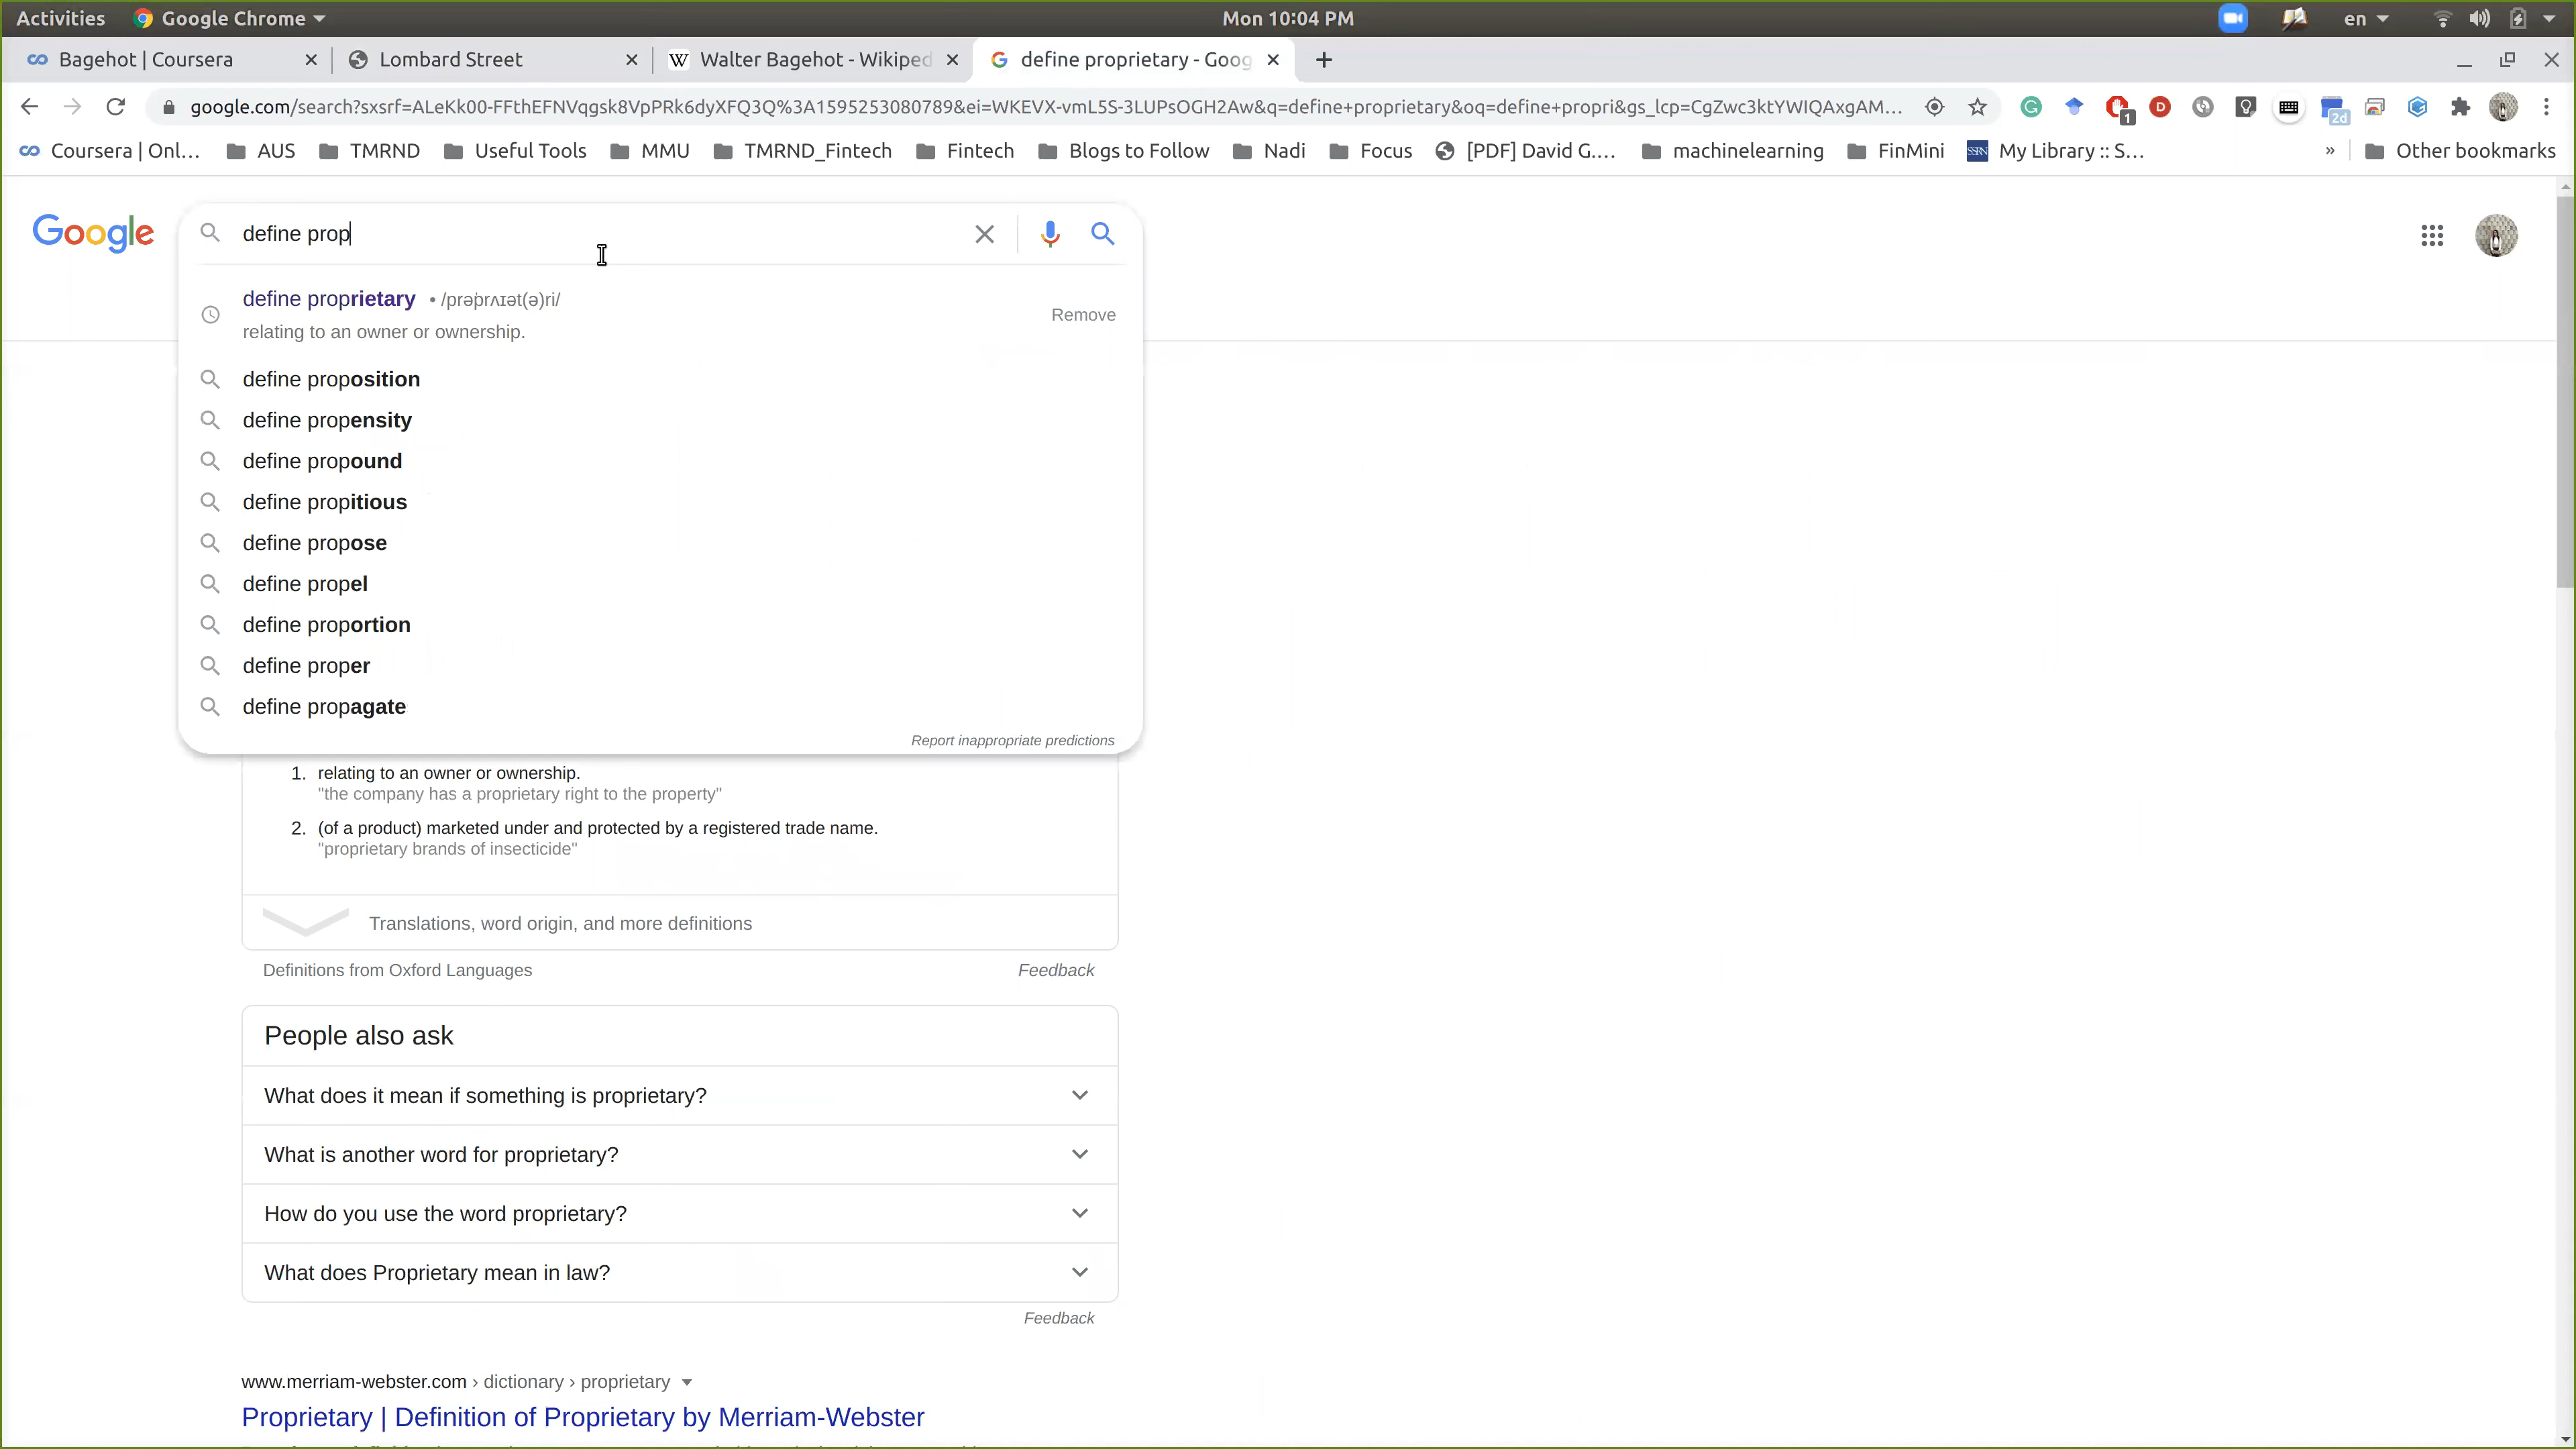 Activities Google Chrome Mon 10:04 PM en
Bagehot | Coursera Lombard Street Walter Bagehot - Wikiped define proprietary - Goog
google.com/search?sxsrf=ALeKk00-FFthEFNVqgsk8VpPRk6dyXFQ3Q%3A1595253080789&ei=WKEVX-vmL5S-3LUPsOGH2Aw&q=define+proprietary&oq=define+propri&gs_lcp=CgZwc3ktYWIQAxgAM... 1 2d
Coursera | Onl... AUS TMRND Useful Tools MMU TMRND_Fintech Fintech Blogs to Follow Nadi Focus [PDF] David G.... machinelearning FinMini SSRN My Library :: S... » Other bookmarks
Google define prop
define proprietary • /prəˈprʌɪət(ə)ri/
relating to an owner or ownership.
Remove
define proposition
define propensity
define propound
define propitious
define propose
define propel
define proportion
define proper
define propagate
Report inappropriate predictions
1. relating to an owner or ownership.
"the company has a proprietary right to the property"
2. (of a product) marketed under and protected by a registered trade name.
"proprietary brands of insecticide"
Translations, word origin, and more definitions
Definitions from Oxford Languages Feedback
People also ask
What does it mean if something is proprietary?
What is another word for proprietary?
How do you use the word proprietary?
What does Proprietary mean in law?
Feedback
www.merriam-webster.com › dictionary › proprietary
Proprietary | Definition of Proprietary by Merriam-Webster